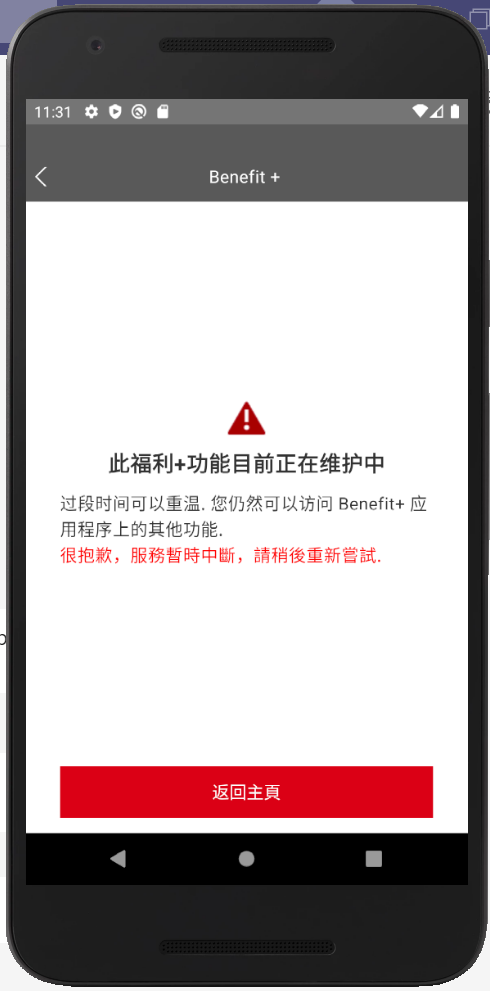 11:31
Benefit +
此福利+功能目前正在维护中
过段时间可以重温. 您仍然可以访问 Benefit+ 应
用程序上的其他功能.
很抱歉，服務暫時中斷，請稍後重新嘗試.
返回主頁